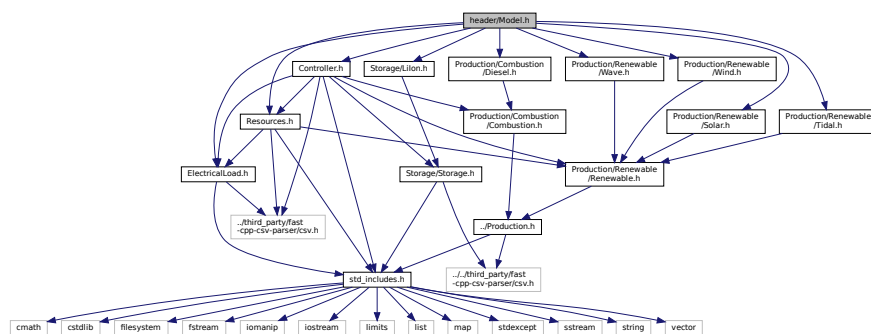 header/Model.h
Controller.h
Storage/LiIon.h
Production/Combustion
/Diesel.h
Production/Renewable
/Wave.h
Production/Renewable
/Wind.h
Resources.h
Production/Combustion
/Combustion.h
Production/Renewable
/Solar.h
Production/Renewable
/Tidal.h
ElectricalLoad.h
Storage/Storage.h
Production/Renewable
/Renewable.h
../third_party/fast
-cpp-csv-parser/csv.h
../Production.h
std_includes.h
../../third_party/fast
-cpp-csv-parser/csv.h
cmath
cstdlib
filesystem
fstream
iomanip
iostream
limits
list
map
stdexcept
sstream
string
vector